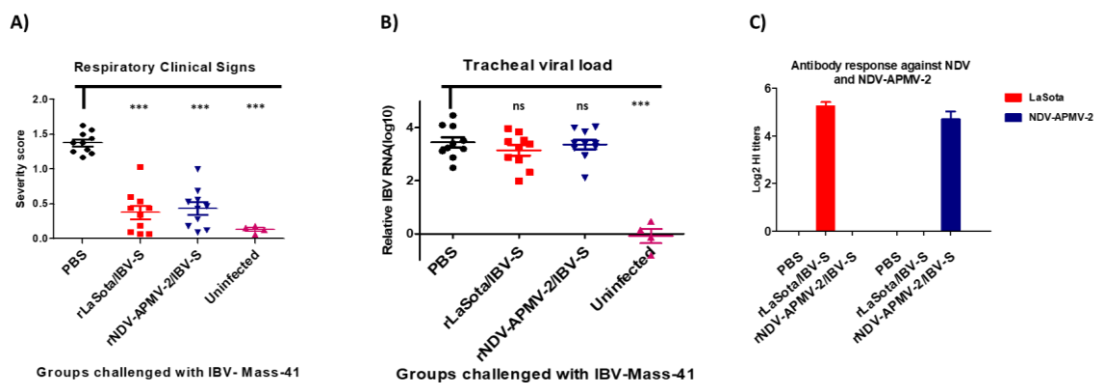 A)
Respiratory Clinical Signs
*** *** ***
2.0
1.5
1.0
0.5
0.0
Severity score
PBS
rLaSota/IBV-S
rNDV-APMV-2/IBV-S
Uninfected
Groups challenged with IBV- Mass-41
B)
Tracheal viral load
ns ns ***
4
2
0
Relative IBV RNA(log10)
PBS
rLaSota/IBV-S
rNDV-APMV-2/IBV-S
Uninfected
Groups challenged with IBV-Mass-41
C)
Antibody response against NDV
and NDV-APMV-2
6
4
2
0
Log2 HI titers
PBS
rLaSota/IBV-S
rNDV-APMV-2/IBV-S
PBS
rLaSota/IBV-S
rNDV-APMV-2/IBV-S
LaSota
NDV-APMV-2